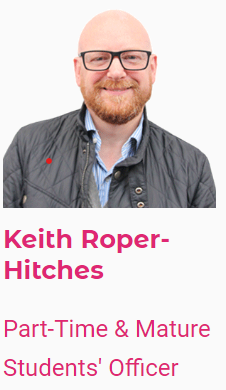 Keith Roper-
Hitches
Part-Time & Mature
Students' Officer